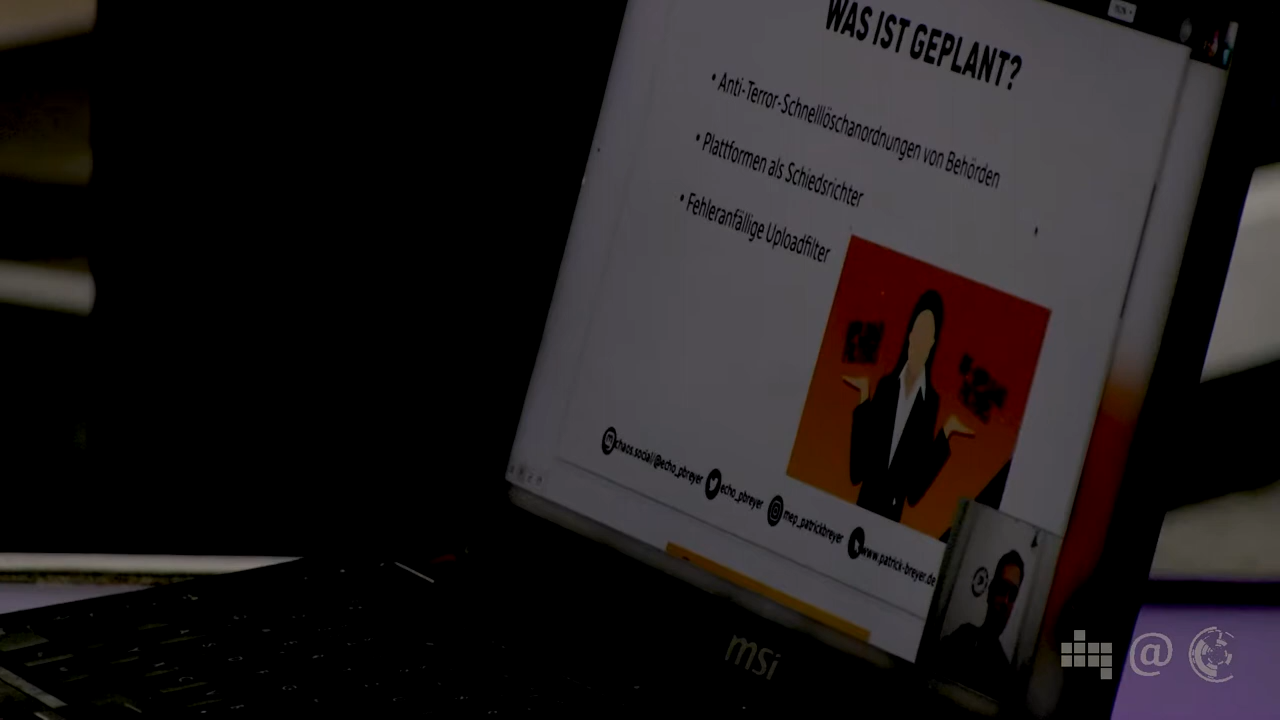 WAS IST GEPLANT?
• Anti-Terror-Schnelllöschanordnungen von Behörden
• Plattformen als Schiedsrichter
• Fehleranfällige Uploadfilter
chaos.social/@echo_pbreyer
echo_pbreyer
mep_patrickbreyer
www.patrick-breyer.de
msi
@